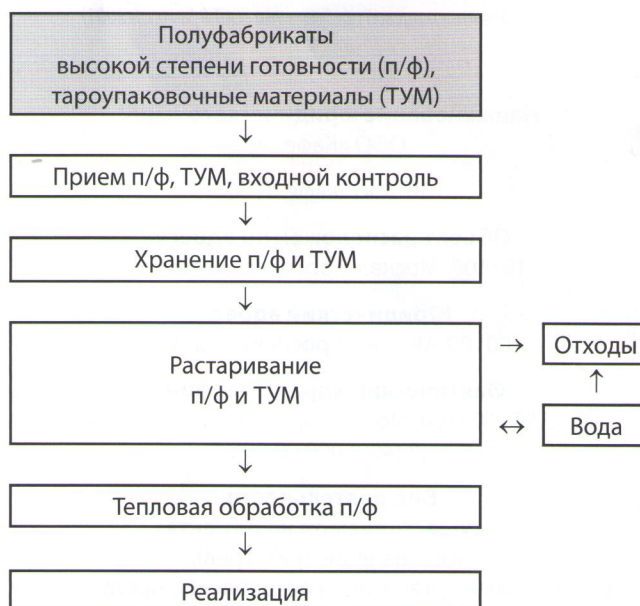 Полуфабрикаты
высокой степени готовности (п/ф),
тароупаковочные материалы (ТУМ)
Прием п/ф, ТУМ, входной контроль
Хранение п/ф и ТУМ
Растаривание
п/ф и ТУМ
Отходы
Вода
Тепловая обработка п/ф
Реализация